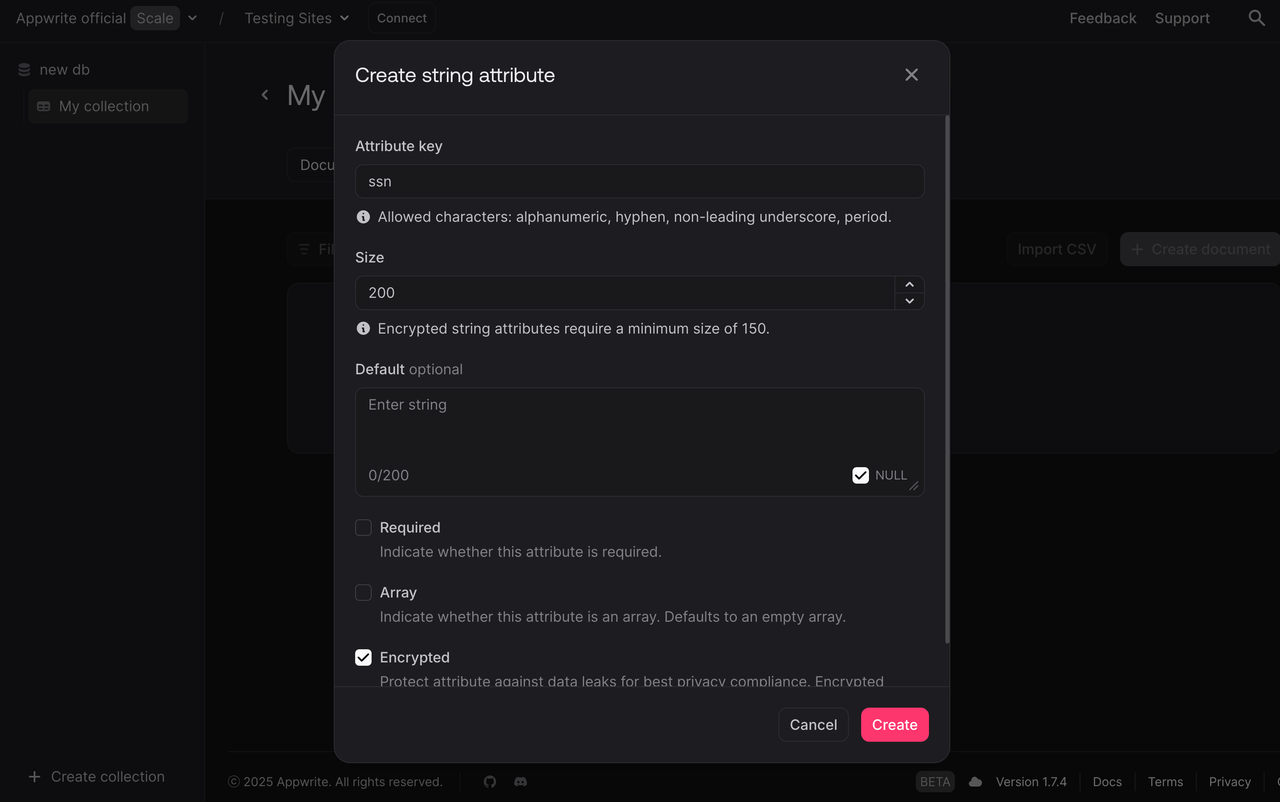 Appwrite official Scale / Testing Sites Connect Feedback Support
new db
My collection
My
Docu
Import CSV
+ Create document
Create string attribute
Attribute key
ssn
Allowed characters: alphanumeric, hyphen, non-leading underscore, period.
Size
200
Encrypted string attributes require a minimum size of 150.
Default optional
Enter string
0/200
NULL
Required
Indicate whether this attribute is required.
Array
Indicate whether this attribute is an array. Defaults to an empty array.
Encrypted
Protect attribute against data leaks for best privacy compliance. Encrypted
Cancel Create
+ Create collection
© 2025 Appwrite. All rights reserved.
BETA Version 1.7.4 Docs Terms Privacy